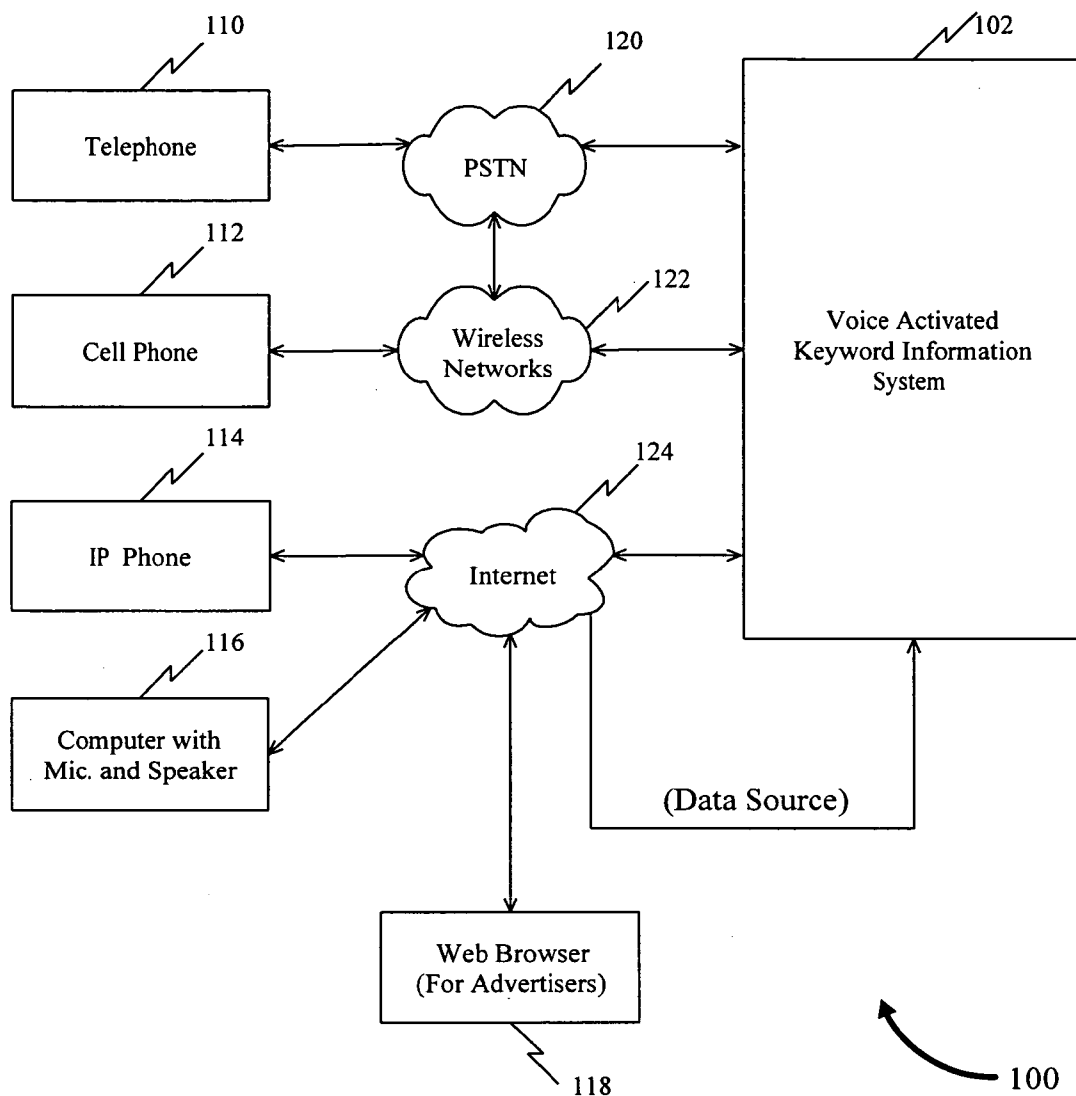 110
120
102
Telephone
PSTN
112
122
Cell Phone
Wireless
Networks
Voice Activated
Keyword Information
System
114
124
IP Phone
Internet
116
Computer with
Mic. and Speaker
(Data Source)
Web Browser
(For Advertisers)
118
100